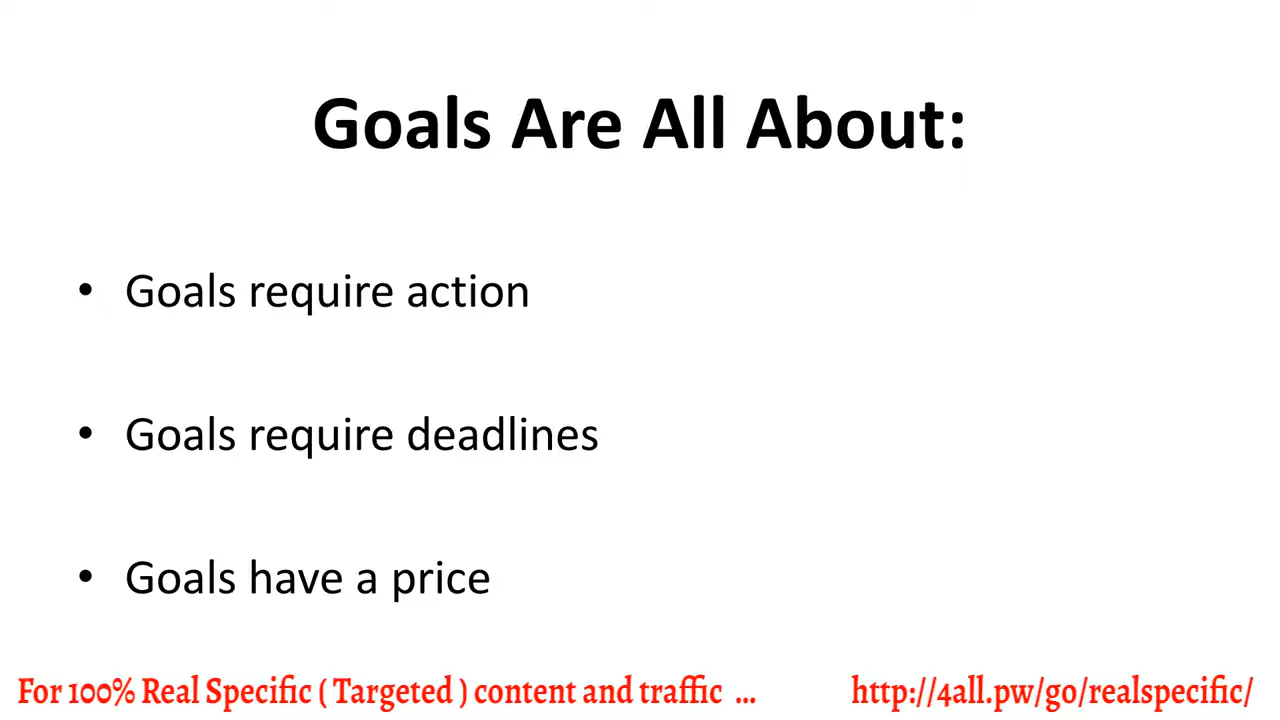 Goals Are All About:
• Goals require action
• Goals require deadlines
• Goals have a price
For 100% Real Specific ( Targeted ) content and traffic ... http://4all.pw/go/realspecific/